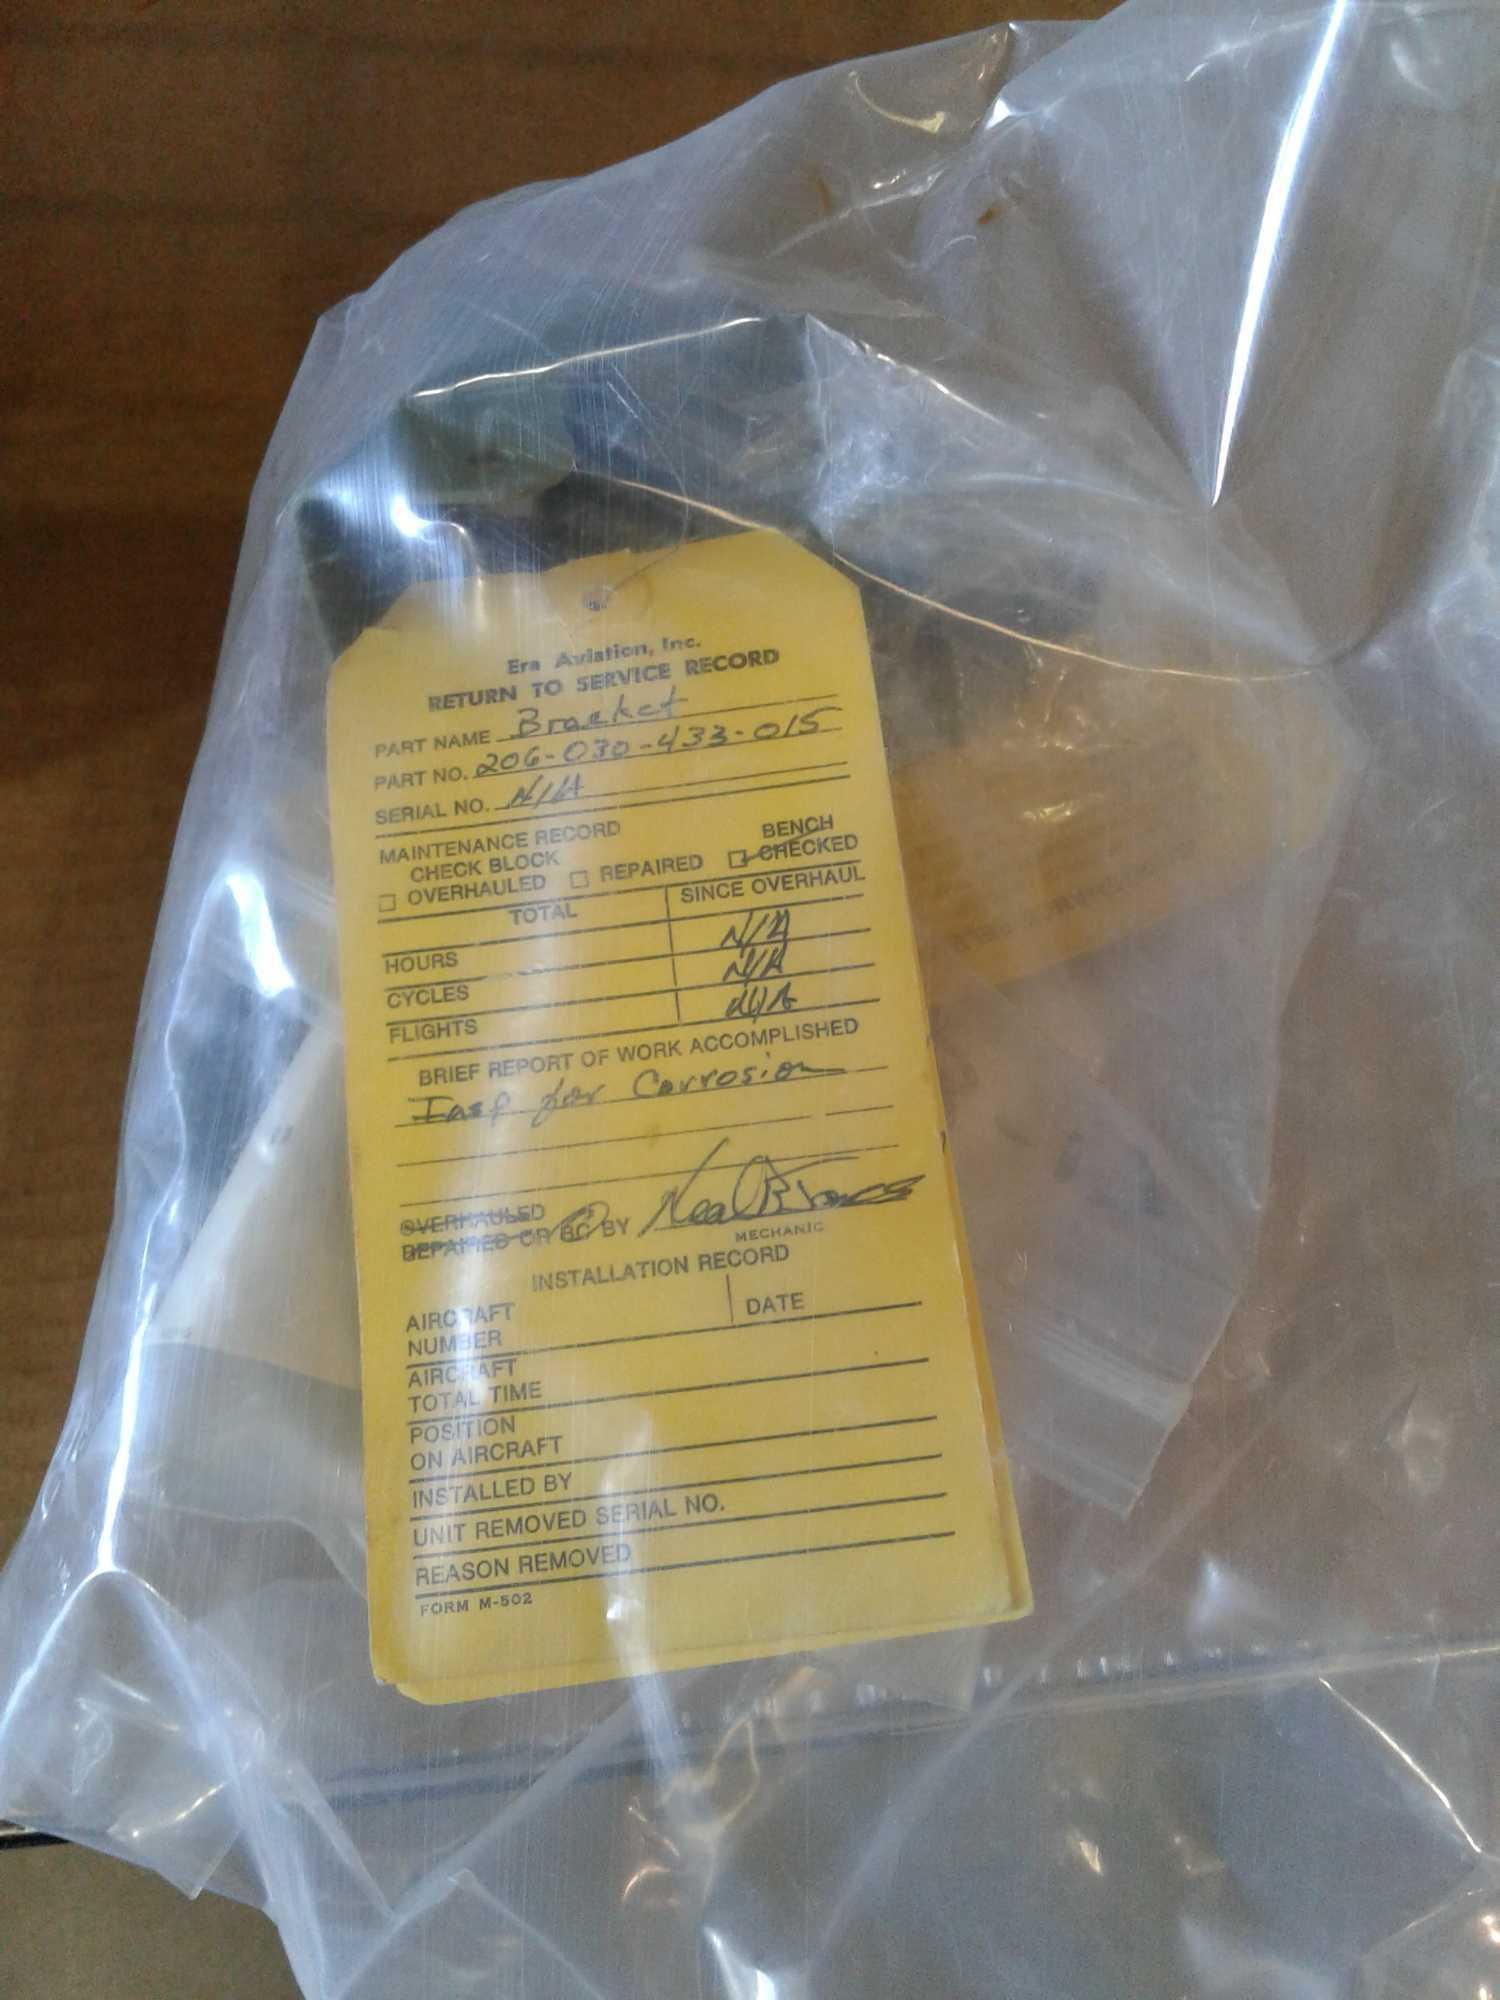 Era Aviation, Inc.
RETURN TO SERVICE RECORD
PART NAME Bracket
PART NO. 206-030-433-015
SERIAL NO. N/A
MAINTENANCE RECORD
CHECK BLOCK
☐ OVERHAULED ☐ REPAIRED ☑ BENCH CHECKED
TOTAL SINCE OVERHAUL
HOURS N/A
CYCLES N/A
FLIGHTS N/A
BRIEF REPORT OF WORK ACCOMPLISHED
Insp for Corrosion
OVERHAULED
REPAIRED OR BC BY Neal
MECHANIC
INSTALLATION RECORD
AIRCRAFT
NUMBER DATE
AIRCRAFT
TOTAL TIME
POSITION
ON AIRCRAFT
INSTALLED BY
UNIT REMOVED SERIAL NO.
REASON REMOVED
FORM M-502